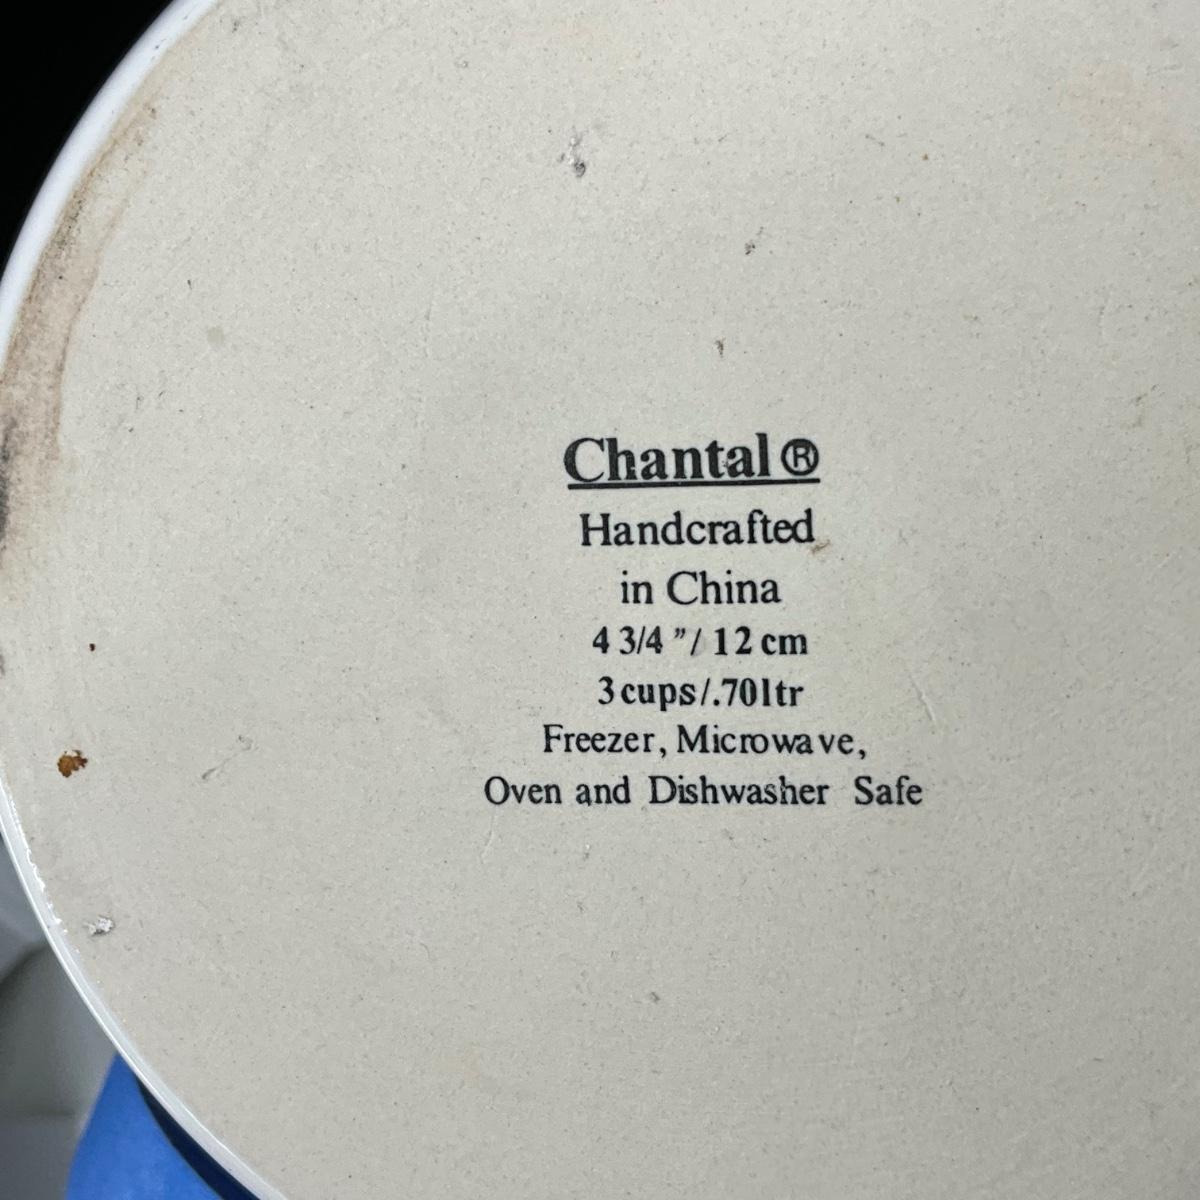 Chantal®
Handcrafted
in China
4 3/4 "/ 12 cm
3 cups/.70ltr
Freezer, Microwave,
Oven and Dishwasher Safe